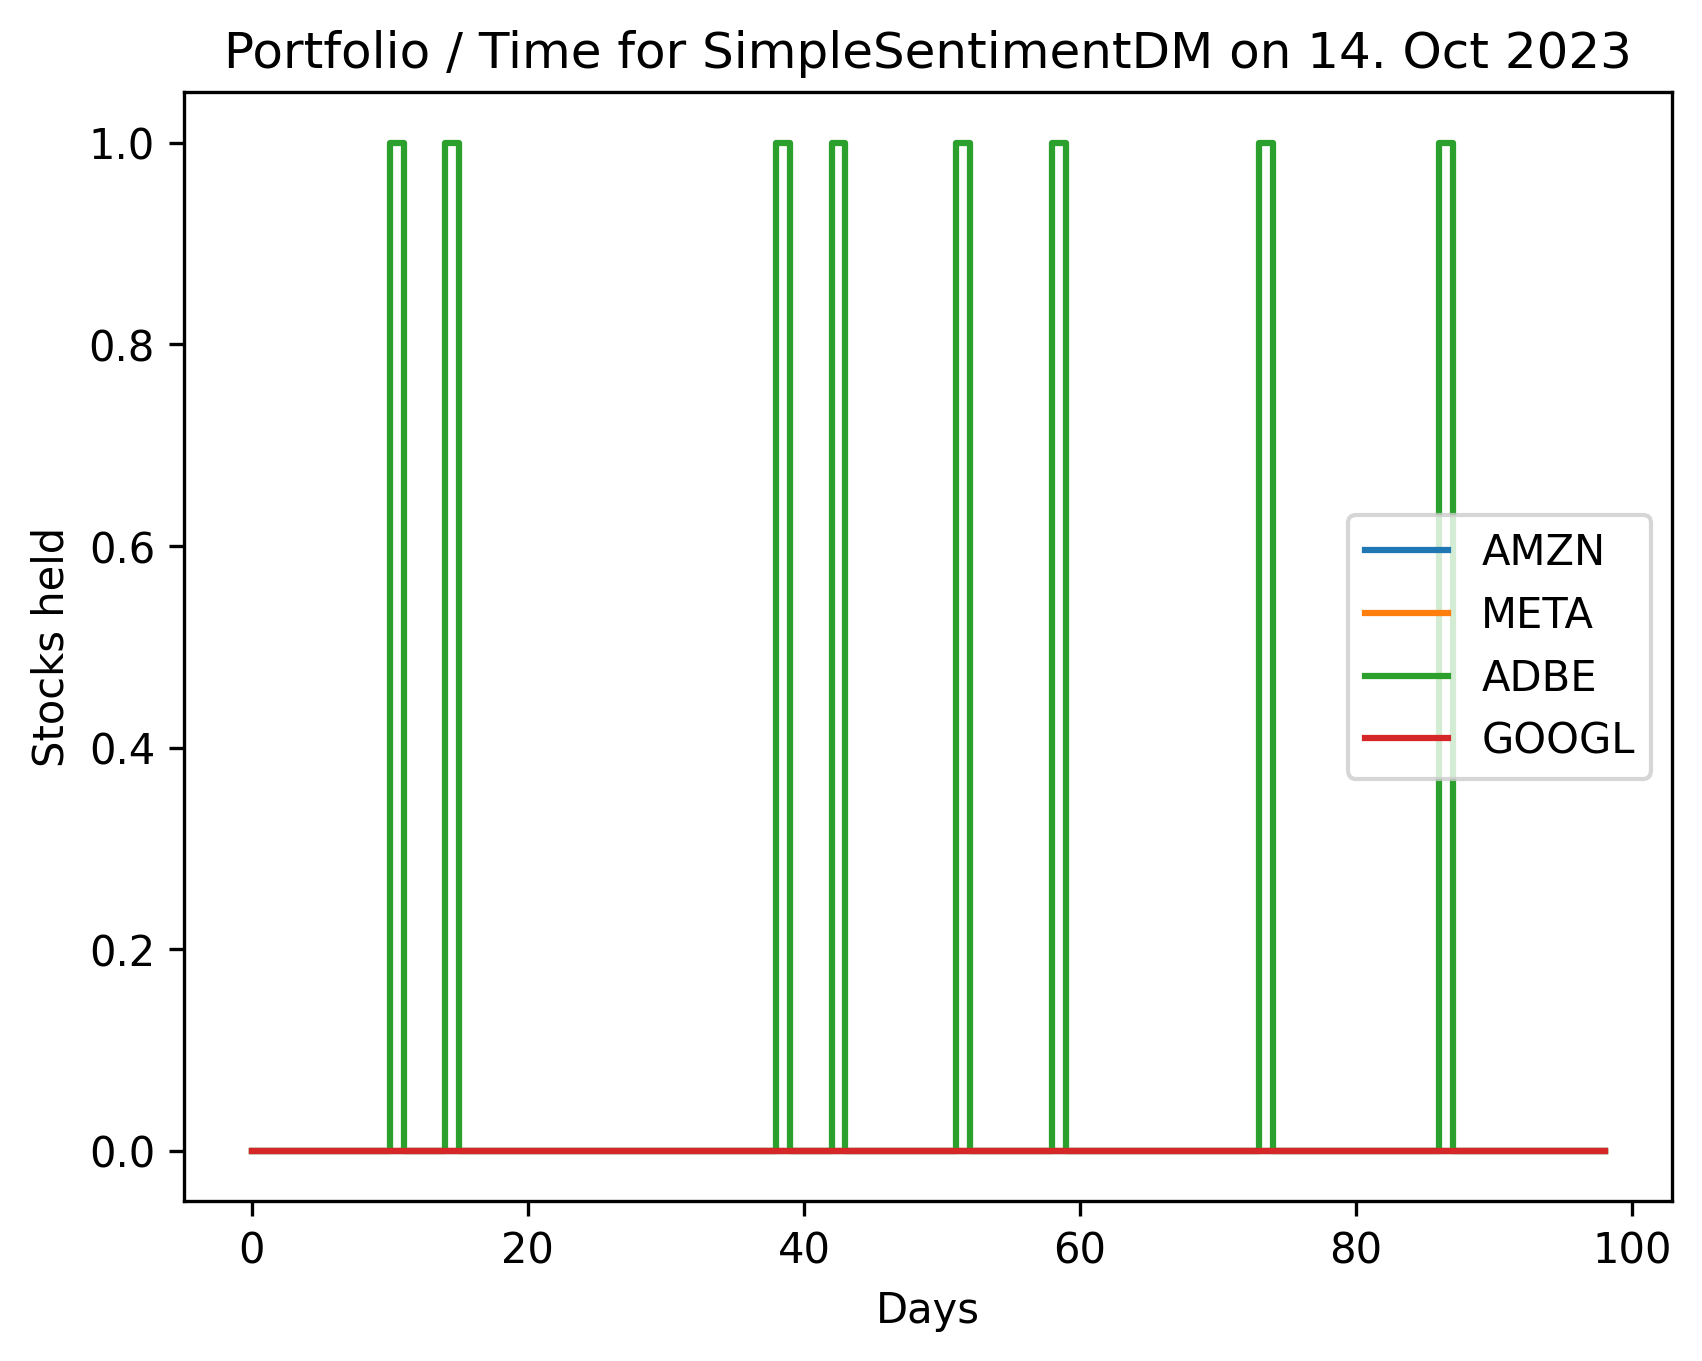 Portfolio / Time for SimpleSentimentDM on 14. Oct 2023
1.0
0.8
0.6
0.4
0.2
0.0
Stocks held
AMZN
META
ADBE
GOOGL
0 20 40 60 80 100
Days